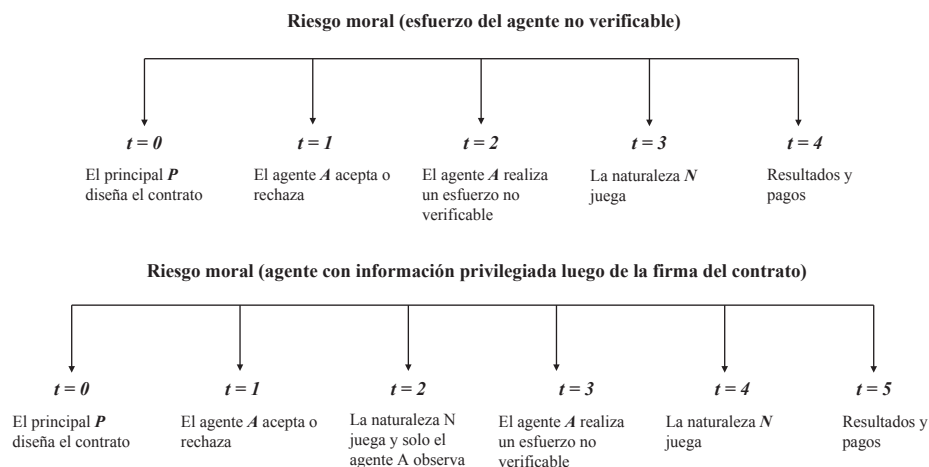 Riesgo moral (esfuerzo del agente no verificable)
t = 0
t = 1
t = 2
t = 3
t = 4
El principal P
diseña el contrato
El agente A acepta o
rechaza
El agente A realiza
un esfuerzo no
verificable
La naturaleza N
juega
Resultados y
pagos
Riesgo moral (agente con información privilegiada luego de la firma del contrato)
t = 0
t = 1
t = 2
t = 3
t = 4
t = 5
El principal P
diseña el contrato
El agente A acepta o
rechaza
La naturaleza N
juega y solo el
agente A observa
El agente A realiza
un esfuerzo no
verificable
La naturaleza N
juega
Resultados y
pagos